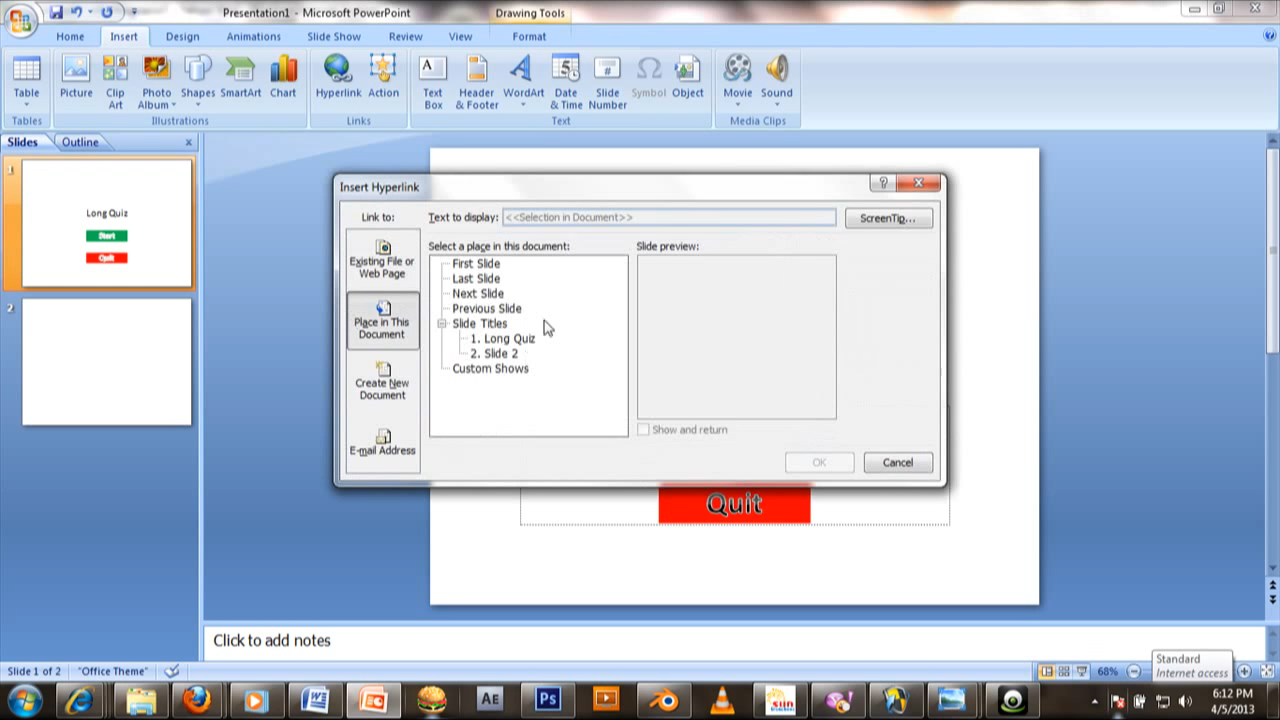 Presentation1 - Microsoft PowerPoint
Drawing Tools
Home
Insert
Design
Animations
Slide Show
Review
View
Format
Table
Picture
Clip Art
Photo Album
Shapes
SmartArt
Chart
Hyperlink
Action
Text Box
Header & Footer
WordArt
Date & Time
Slide Number
Symbol
Object
Movie
Sound
Tables
Illustrations
Links
Text
Media Clips
Slides
Outline
1
Long Quiz
Start
Quit
2
Insert Hyperlink
Link to:
Text to display:
<<Selection in Document>>
ScreenTip...
Existing File or Web Page
Place in This Document
Create New Document
E-mail Address
Select a place in this document:
First Slide
Last Slide
Next Slide
Previous Slide
Slide Titles
1. Long Quiz
2. Slide 2
Custom Shows
Slide preview:
Show and return
OK
Cancel
Quit
Click to add notes
Slide 1 of 2
"Office Theme"
68%
Standard
Internet access
Ae
Ps
6:12 PM
4/5/2013